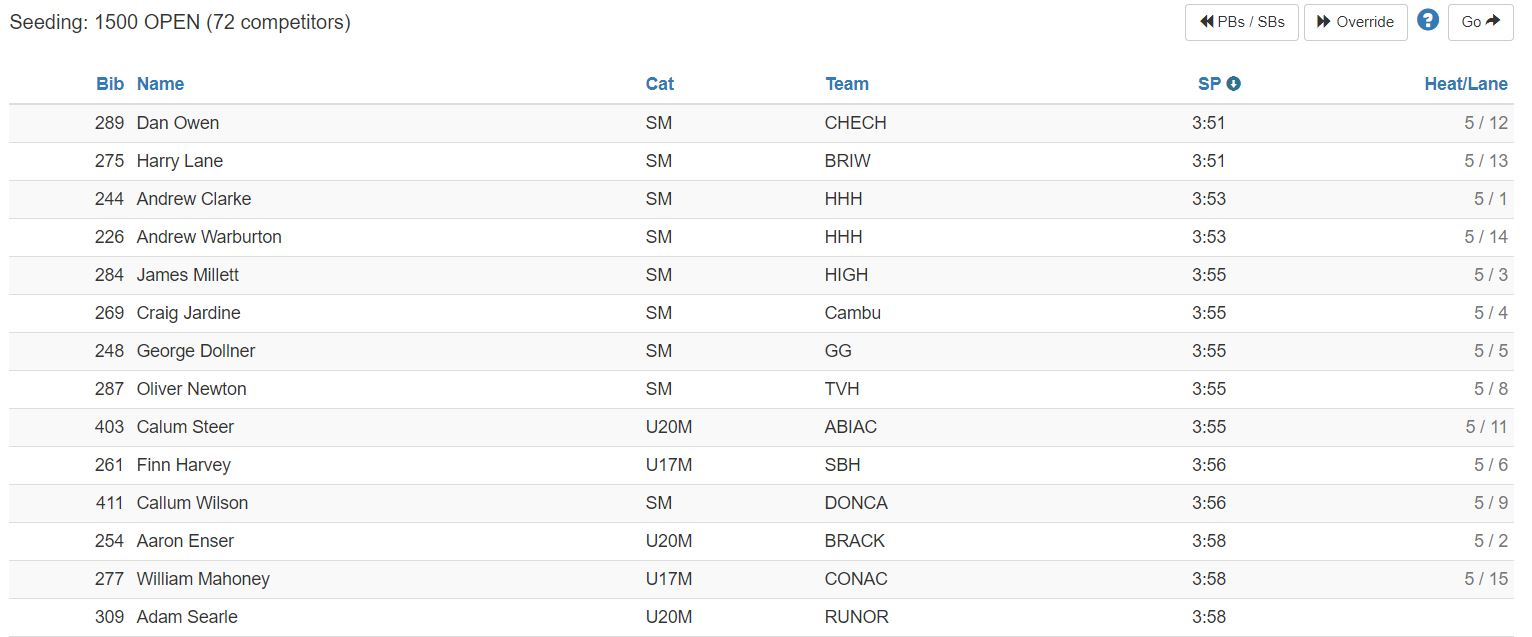 Seeding: 1500 OPEN (72 competitors) PBs / SBs Override ? Go
Bib Name Cat Team SP Heat/Lane
289 Dan Owen SM CHECH 3:51 5 / 12
275 Harry Lane SM BRIW 3:51 5 / 13
244 Andrew Clarke SM HHH 3:53 5 / 1
226 Andrew Warburton SM HHH 3:53 5 / 14
284 James Millett SM HIGH 3:55 5 / 3
269 Craig Jardine SM Cambu 3:55 5 / 4
248 George Dollner SM GG 3:55 5 / 5
287 Oliver Newton SM TVH 3:55 5 / 8
403 Calum Steer U20M ABIAC 3:55 5 / 11
261 Finn Harvey U17M SBH 3:56 5 / 6
411 Callum Wilson SM DONCA 3:56 5 / 9
254 Aaron Enser U20M BRACK 3:58 5 / 2
277 William Mahoney U17M CONAC 3:58 5 / 15
309 Adam Searle U20M RUNOR 3:58